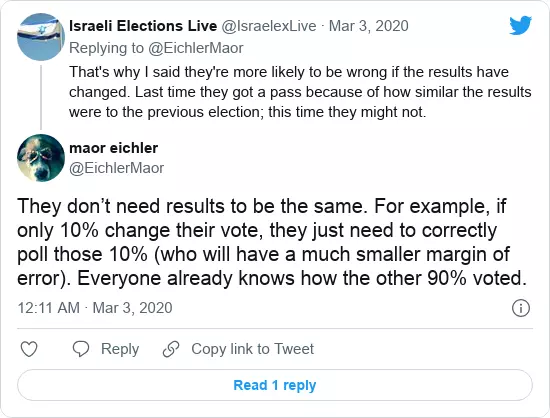 Israeli Elections Live @IsraelexLive · Mar 3, 2020
Replying to @EichlerMaor
That's why I said they're more likely to be wrong if the results have
changed. Last time they got a pass because of how similar the results
were to the previous election; this time they might not.
maor eichler
@EichlerMaor
They don’t need results to be the same. For example, if
only 10% change their vote, they just need to correctly
poll those 10% (who will have a much smaller margin of
error). Everyone already knows how the other 90% voted.
12:11 AM · Mar 3, 2020
Reply
Copy link to Tweet
Read 1 reply